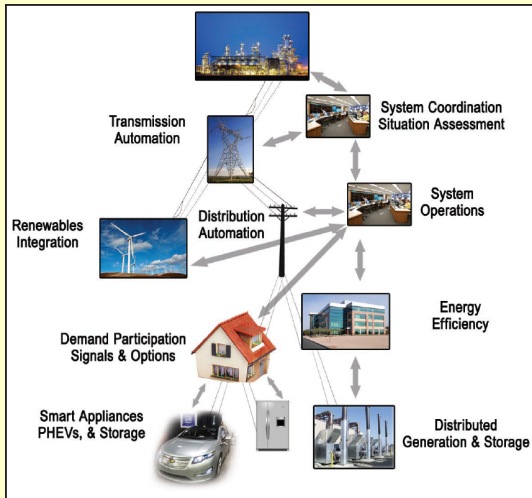 System Coordination
Situation Assessment
Transmission
Automation
System
Operations
Distribution
Automation
Renewables
Integration
Energy
Efficiency
Demand Participation
Signals & Options
Smart Appliances
PHEVs, & Storage
Distributed
Generation & Storage